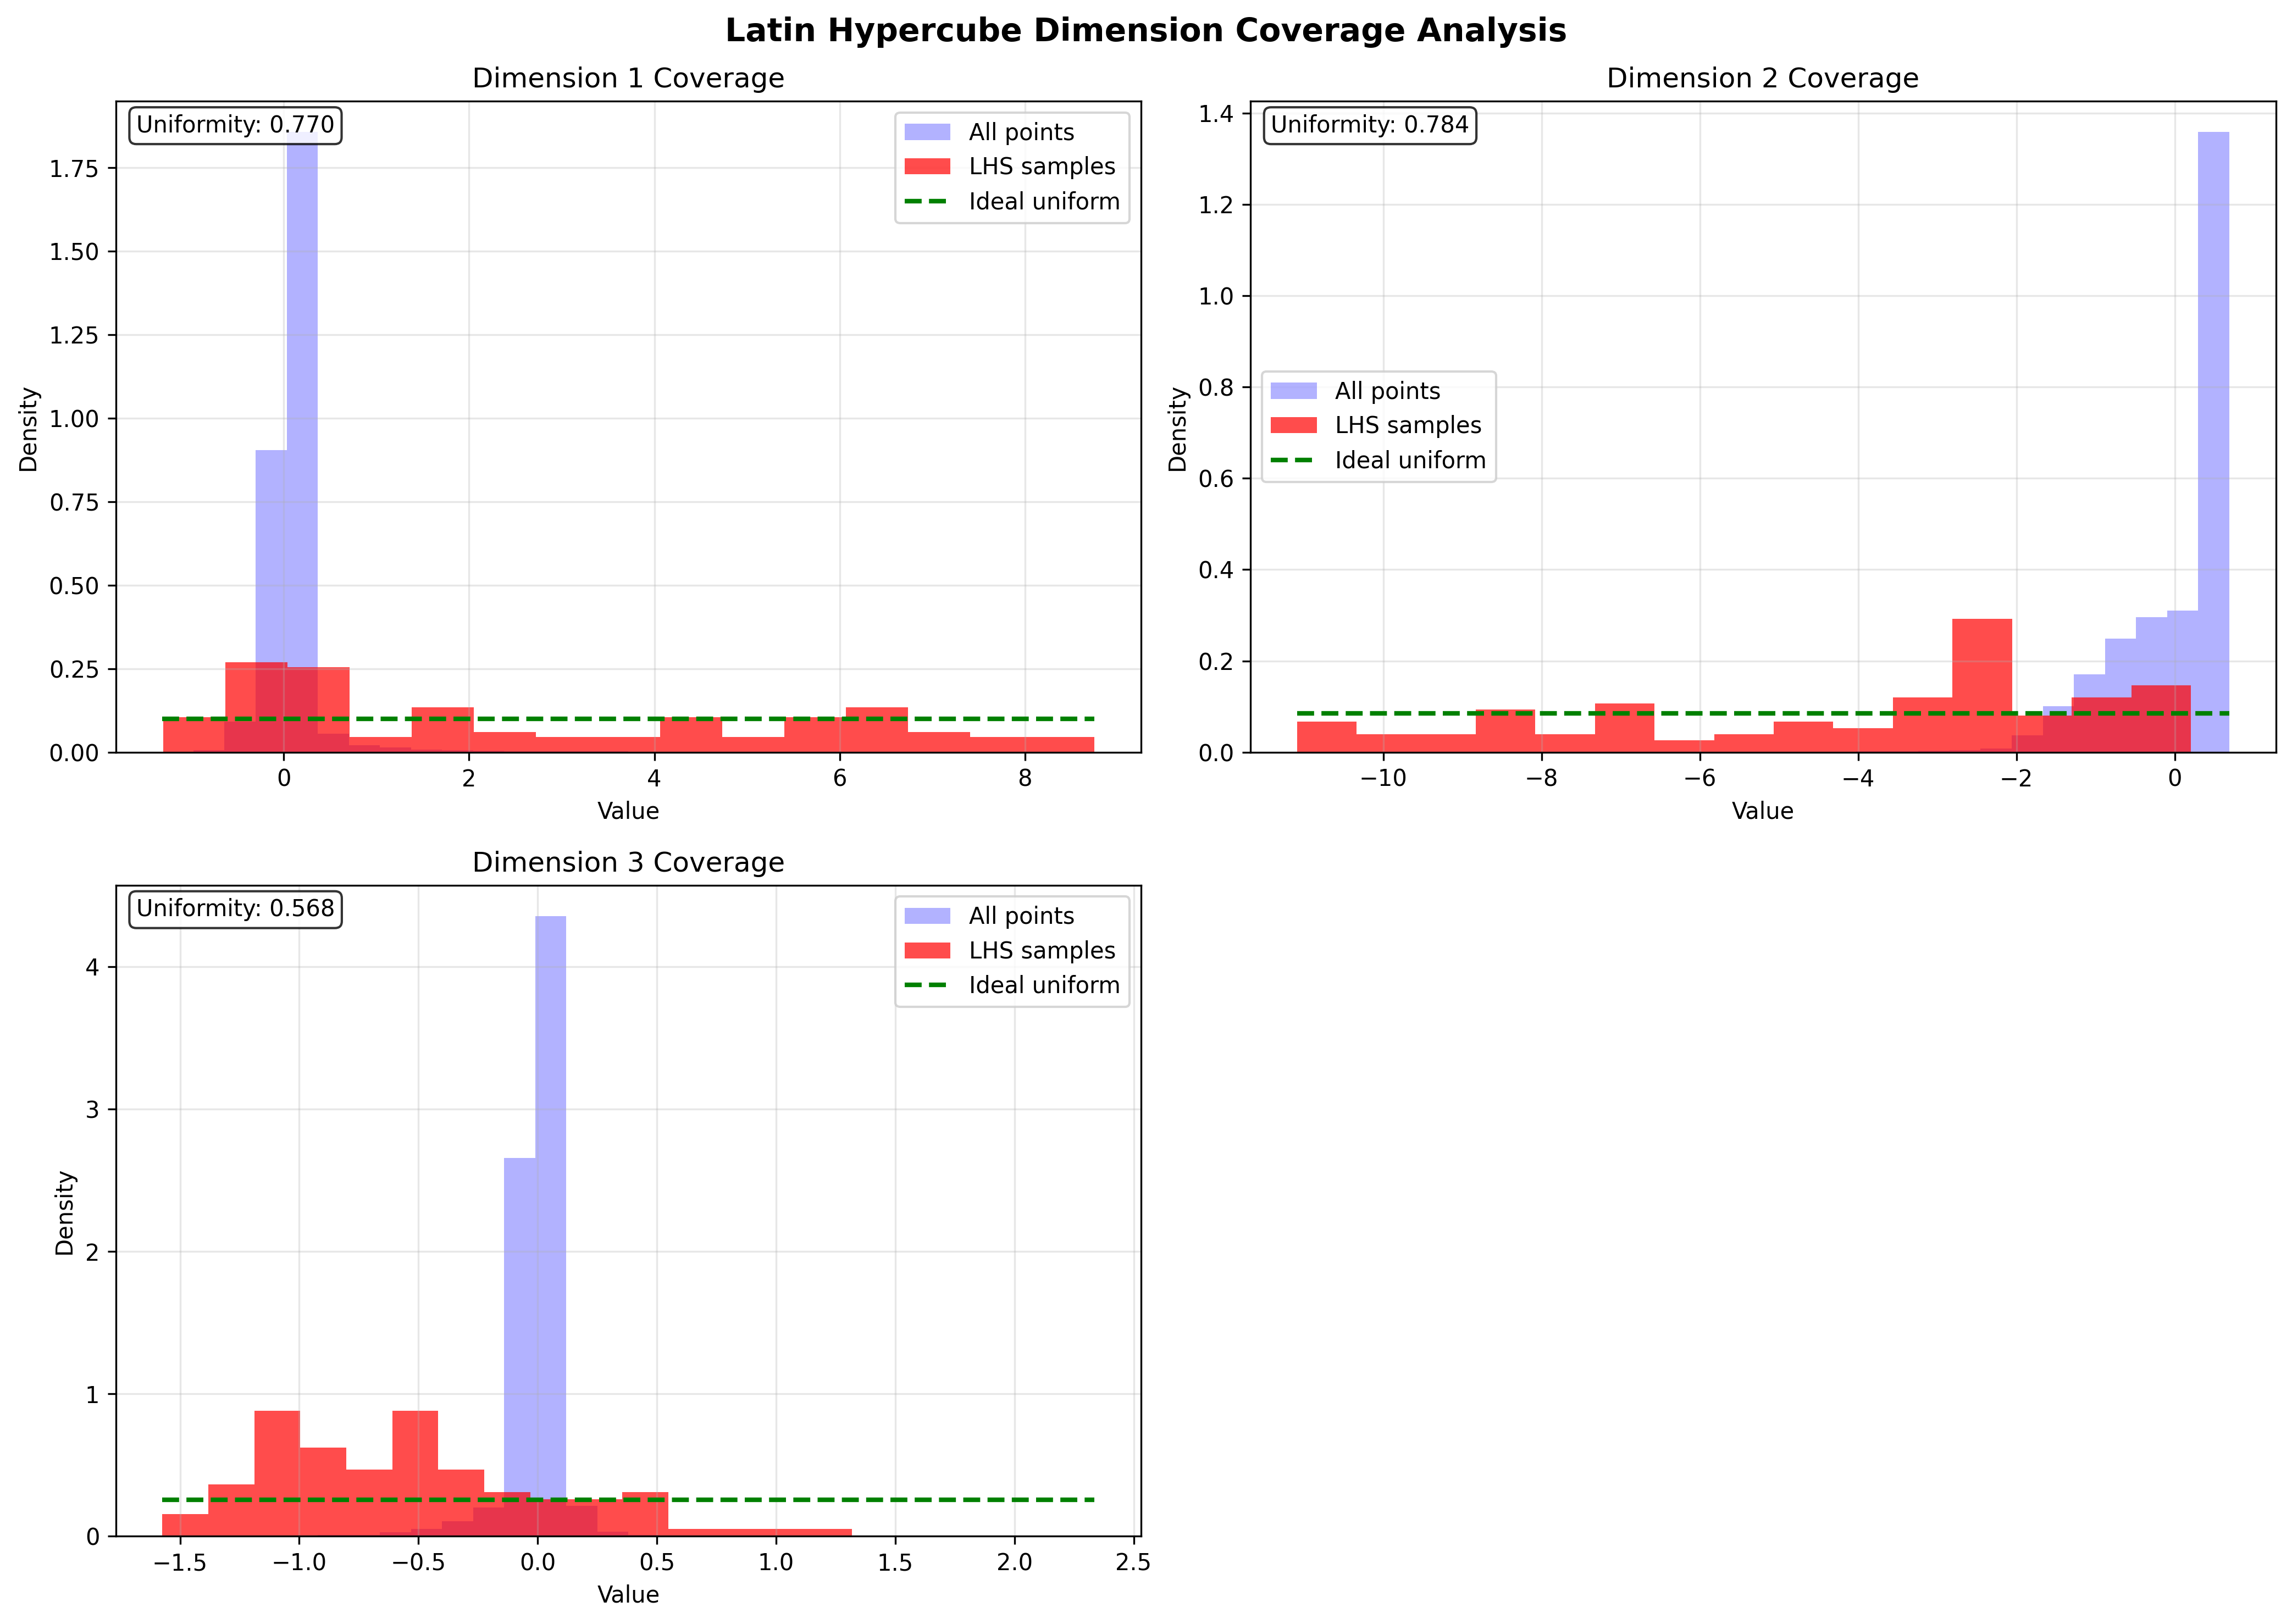 Latin Hypercube Dimension Coverage Analysis
Dimension 1 Coverage
Uniformity: 0.770
All points
LHS samples
Ideal uniform
1.75
1.50
1.25
1.00
0.75
0.50
0.25
0.00
Density
0 2 4 6 8
Value
Dimension 2 Coverage
Uniformity: 0.784
All points
LHS samples
Ideal uniform
1.4
1.2
1.0
0.8
0.6
0.4
0.2
0.0
Density
−10 −8 −6 −4 −2 0
Value
Dimension 3 Coverage
Uniformity: 0.568
All points
LHS samples
Ideal uniform
4
3
2
1
0
Density
−1.5 −1.0 −0.5 0.0 0.5 1.0 1.5 2.0 2.5
Value